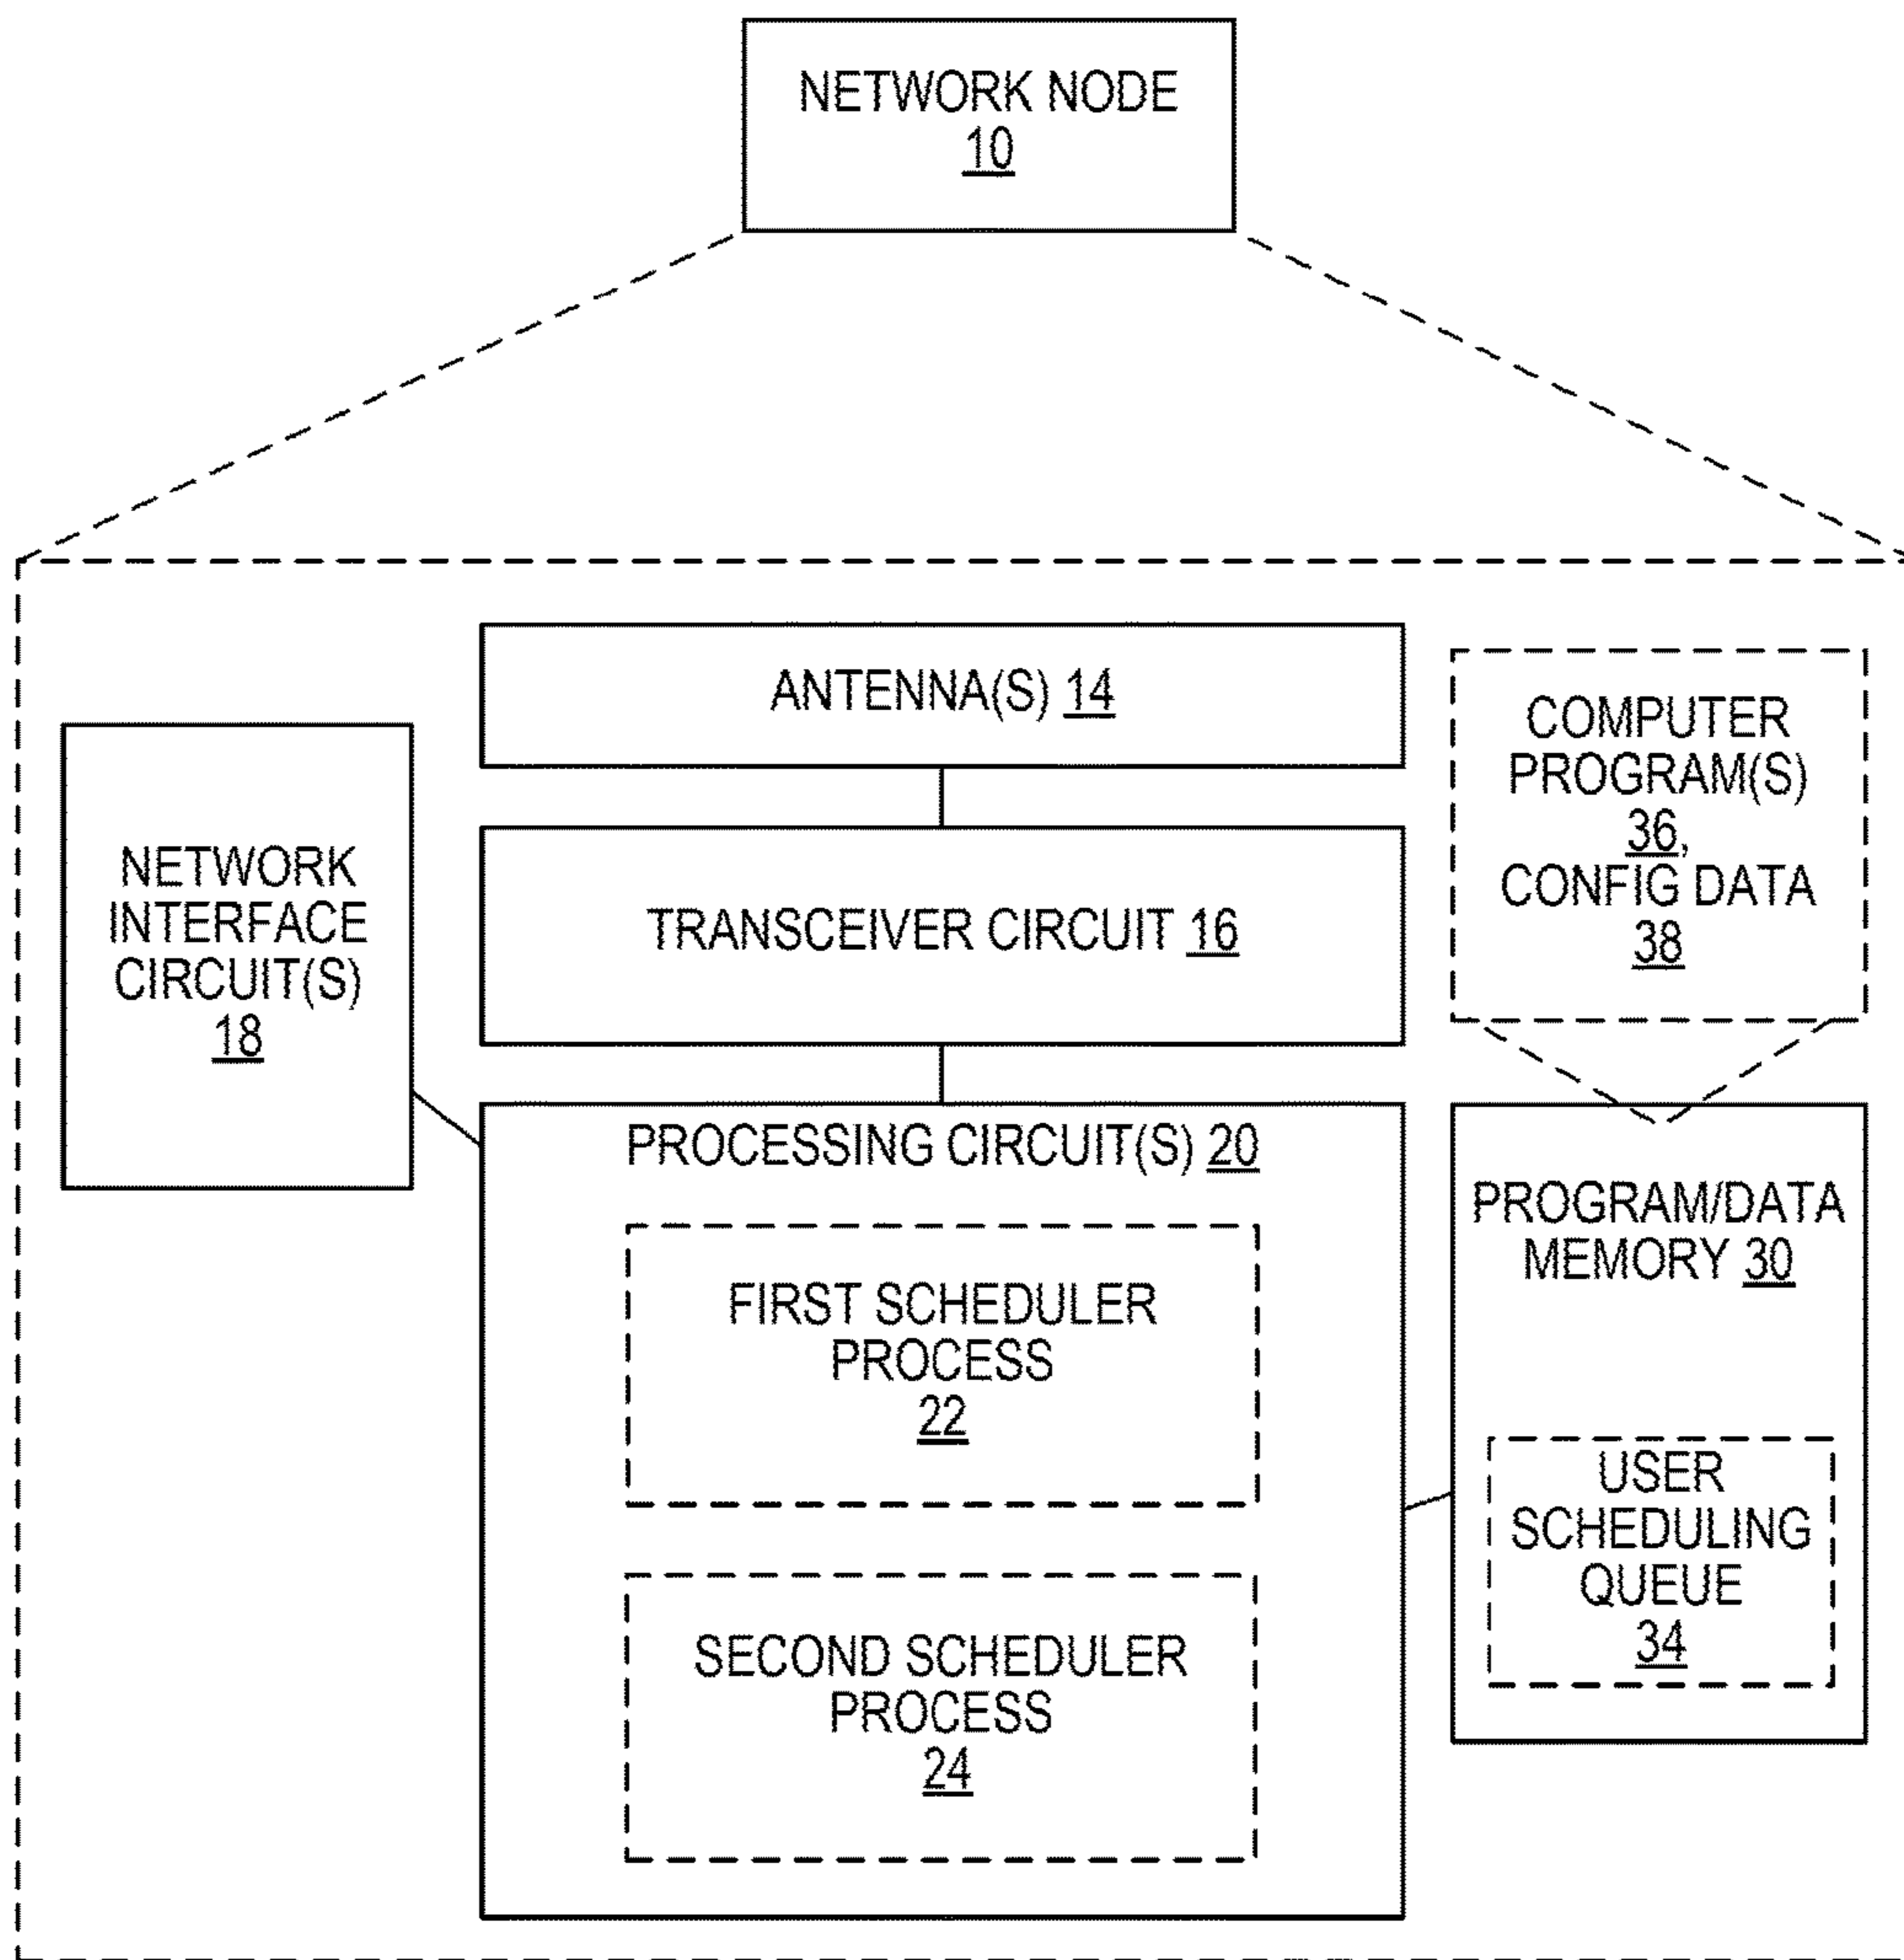 NETWORK NODE
10
ANTENNA(S) 14
COMPUTER
PROGRAM(S)
36,
CONFIG DATA
38
NETWORK
INTERFACE
CIRCUIT(S)
18
TRANSCEIVER CIRCUIT 16
PROCESSING CIRCUIT(S) 20
FIRST SCHEDULER
PROCESS
22
SECOND SCHEDULER
PROCESS
24
PROGRAM/DATA
MEMORY 30
USER
SCHEDULING
QUEUE
34